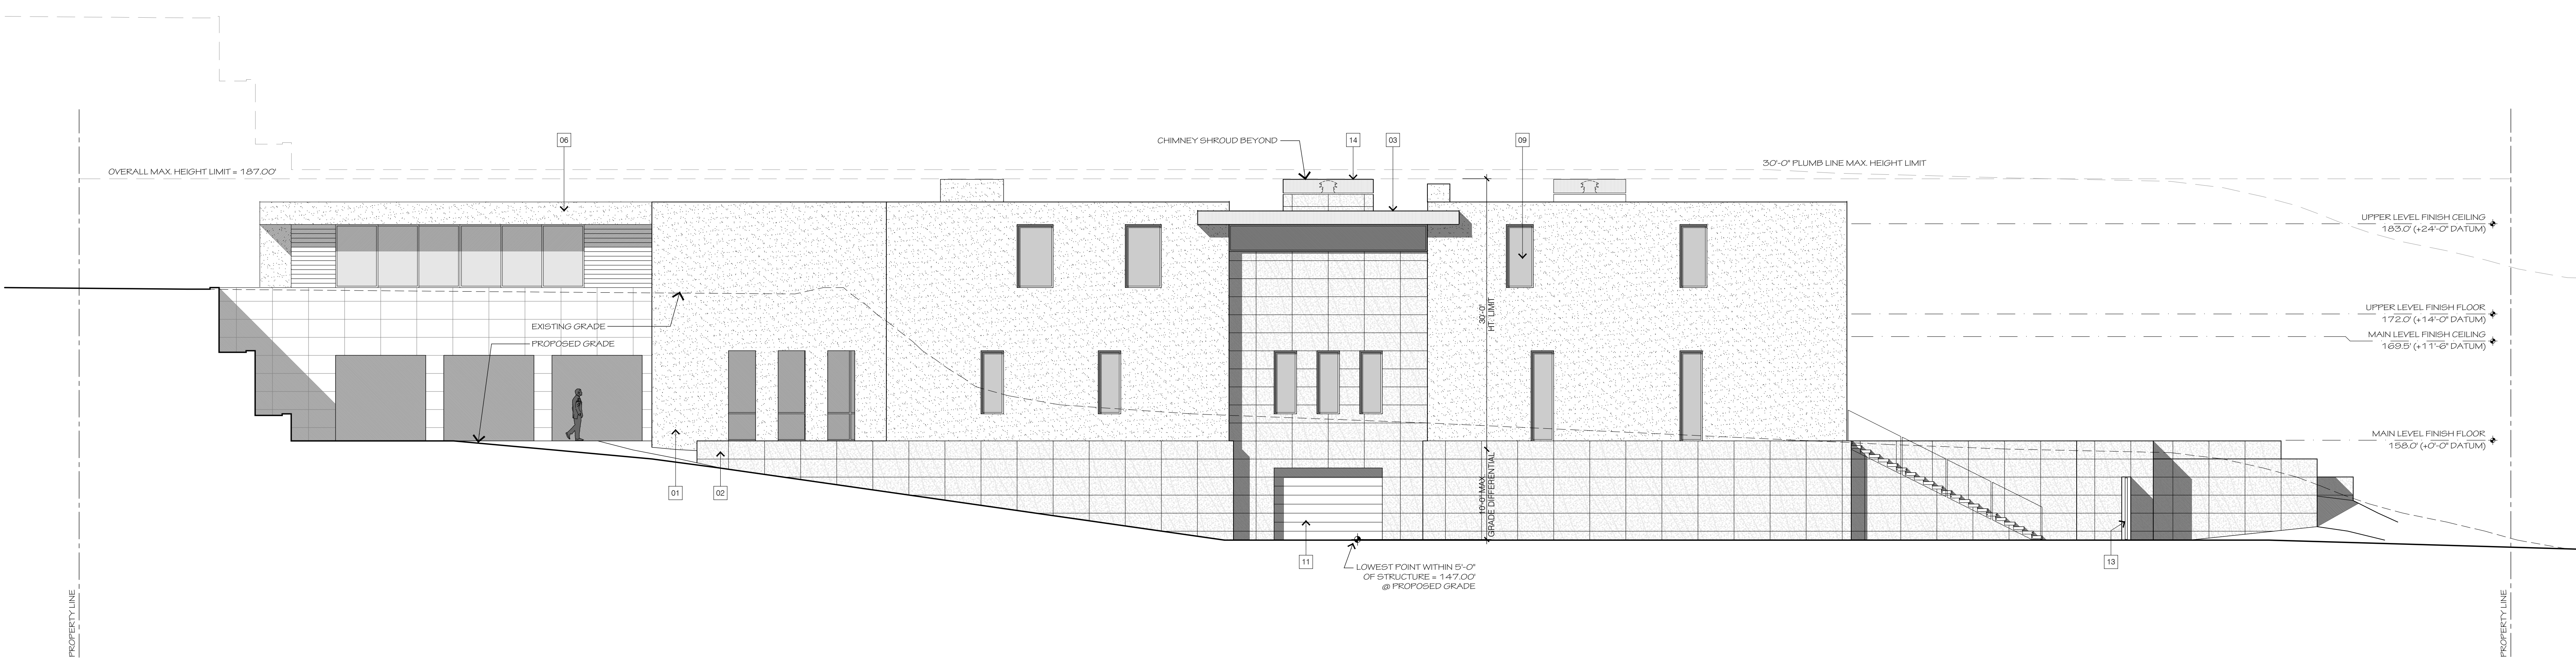 06
CHIMNEY SHROUD BEYOND
14
03
09
30'-0" PLUMB LINE MAX. HEIGHT LIMIT
OVERALL MAX. HEIGHT LIMIT = 187.00'
UPPER LEVEL FINISH CEILING
183.0' (+24'-0" DATUM)
30'-0"
HT. LIMIT
UPPER LEVEL FINISH FLOOR
172.0' (+14'-0" DATUM)
EXISTING GRADE
MAIN LEVEL FINISH CEILING
169.5' (+11'-6" DATUM)
PROPOSED GRADE
MAIN LEVEL FINISH FLOOR
158.0' (+0'-0" DATUM)
01
02
10'-0" MAX.
GRADE DIFFERENTIAL
11
13
LOWEST POINT WITHIN 5'-0"
OF STRUCTURE = 147.00'
@ PROPOSED GRADE
PROPERTY LINE
PROPERTY LINE